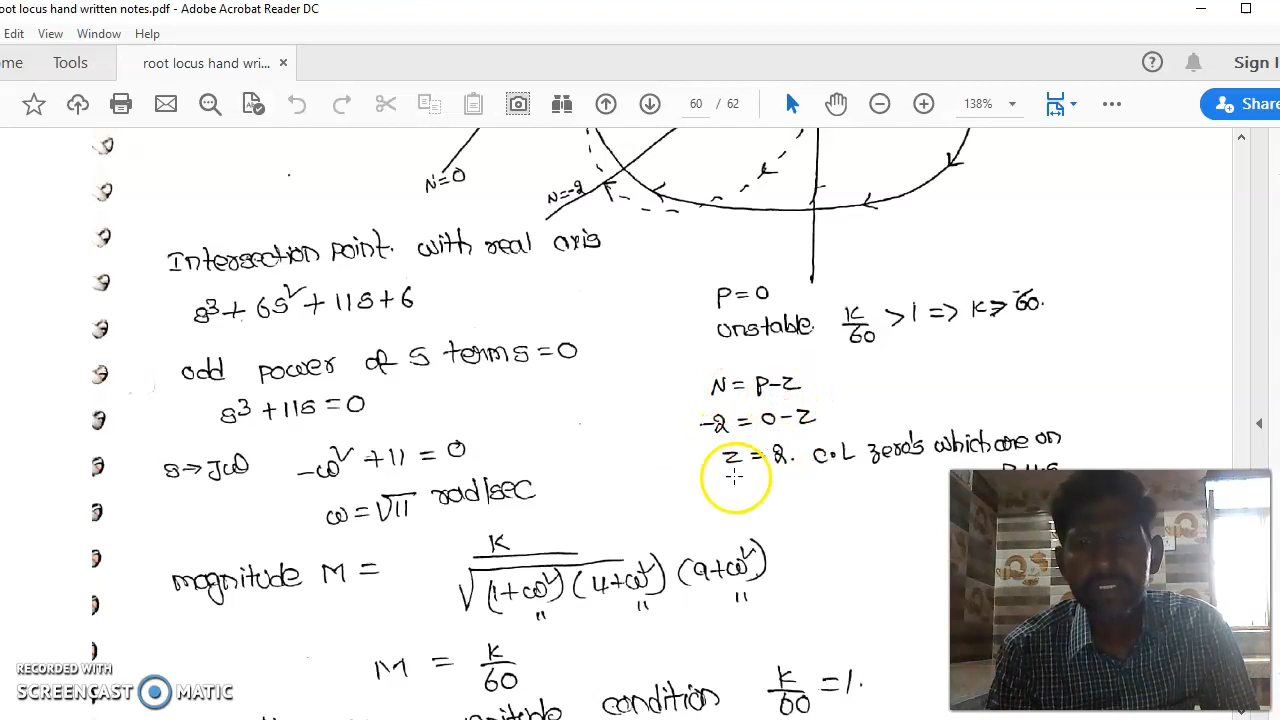 root locus hand written notes.pdf - Adobe Acrobat Reader DC
Edit View Window Help
ome Tools root locus hand wri... × Sign I
60 / 62 138% Share
N=0
N=-2
Intersection point. with real axis
s³+ 6s²+ 11s+6
odd power of s terms=0
s³+11s=0
s→jω -ω²+11=0
ω=√11 rad/sec
magnitude M = K / √(1+ω²)(4+ω²)(9+ω²)
" " "
M = K/60
condition K/60 =1.
P=0
unstable. K/60 >1 => K> 60.
N= P-Z
-2= 0-Z
Z=2. C.L zero's which are on
RECORDED WITH
SCREENCAST MATIC